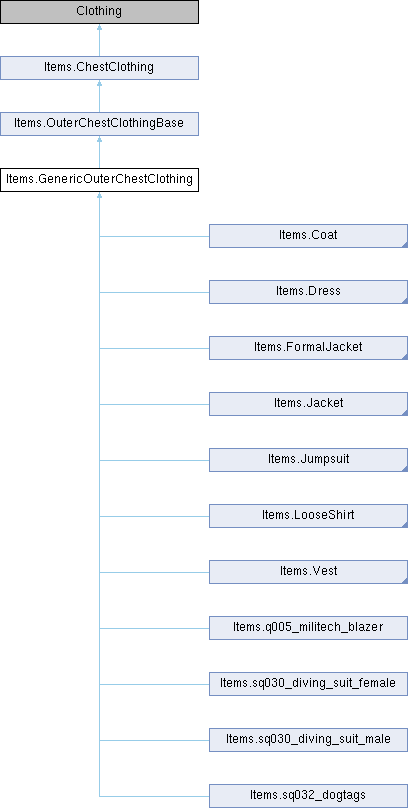 Clothing
Items.ChestClothing
Items.OuterChestClothingBase
Items.GenericOuterChestClothing
Items.Coat
Items.Dress
Items.FormalJacket
Items.Jacket
Items.Jumpsuit
Items.LooseShirt
Items.Vest
Items.q005_militech_blazer
Items.sq030_diving_suit_female
Items.sq030_diving_suit_male
Items.sq032_dogtags